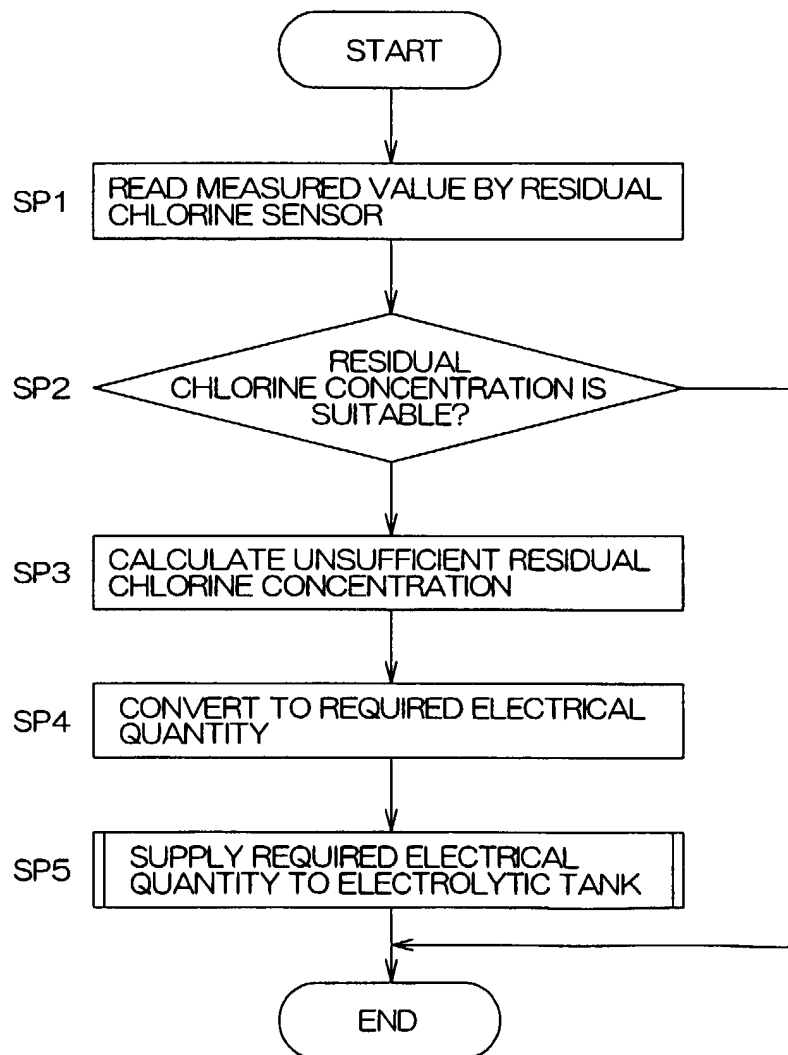 START
SP1
READ MEASURED VALUE BY RESIDUAL
CHLORINE SENSOR
SP2
RESIDUAL
CHLORINE CONCENTRATION IS
SUITABLE?
SP3
CALCULATE UNSUFFICIENT RESIDUAL
CHLORINE CONCENTRATION
SP4
CONVERT TO REQUIRED ELECTRICAL
QUANTITY
SP5
SUPPLY REQUIRED ELECTRICAL
QUANTITY TO ELECTROLYTIC TANK
END